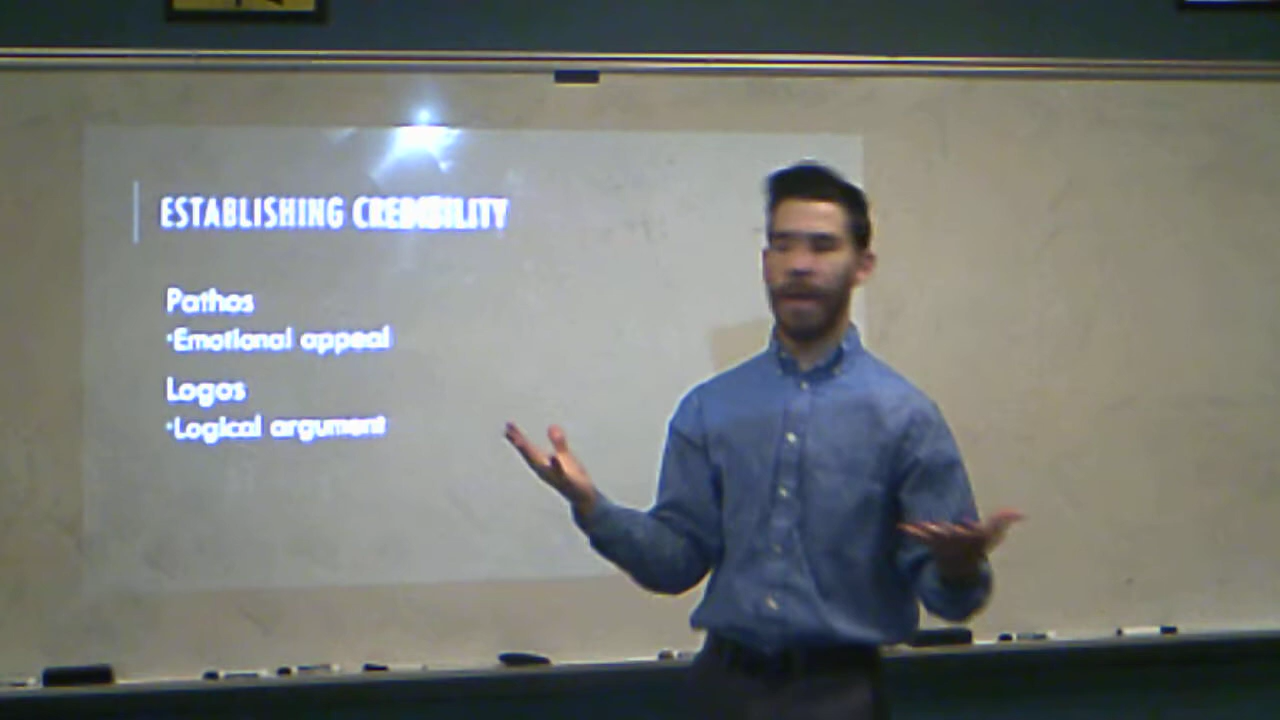 ESTABLISHING CREDIBILITY
Pathos
•Emotional appeal
Logos
•Logical argument